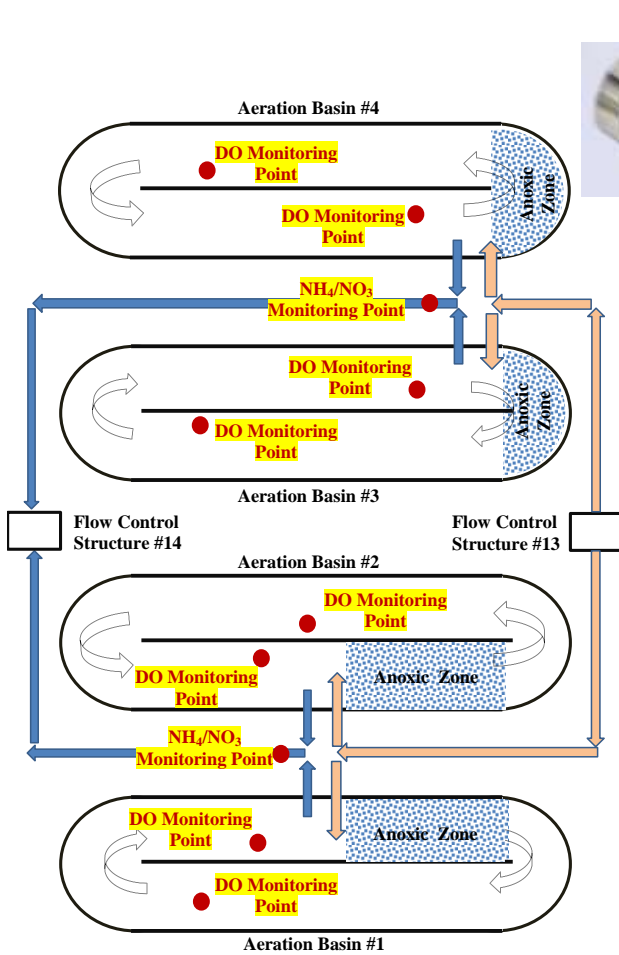 Aeration Basin #4
DO Monitoring
Point
DO Monitoring
Point
Anoxic
Zone
NH₄/NO₃
Monitoring Point
DO Monitoring
Point
DO Monitoring
Point
Anoxic
Zone
Aeration Basin #3
Flow Control
Structure #14
Flow Control
Structure #13
Aeration Basin #2
DO Monitoring
Point
DO Monitoring
Point
Anoxic Zone
NH₄/NO₃
Monitoring Point
DO Monitoring
Point
Anoxic Zone
DO Monitoring
Point
Aeration Basin #1